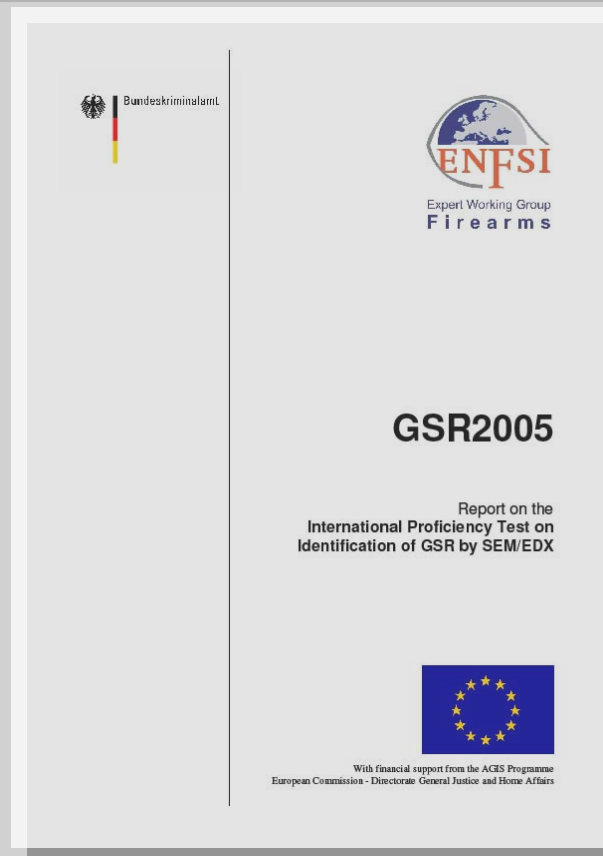 Bundeskriminalamt
ENFSI
Expert Working Group
Firearms
GSR2005
Report on the
International Proficiency Test on
Identification of GSR by SEM/EDX
With financial support from the AGIS Programme
European Commission - Directorate General Justice and Home Affairs